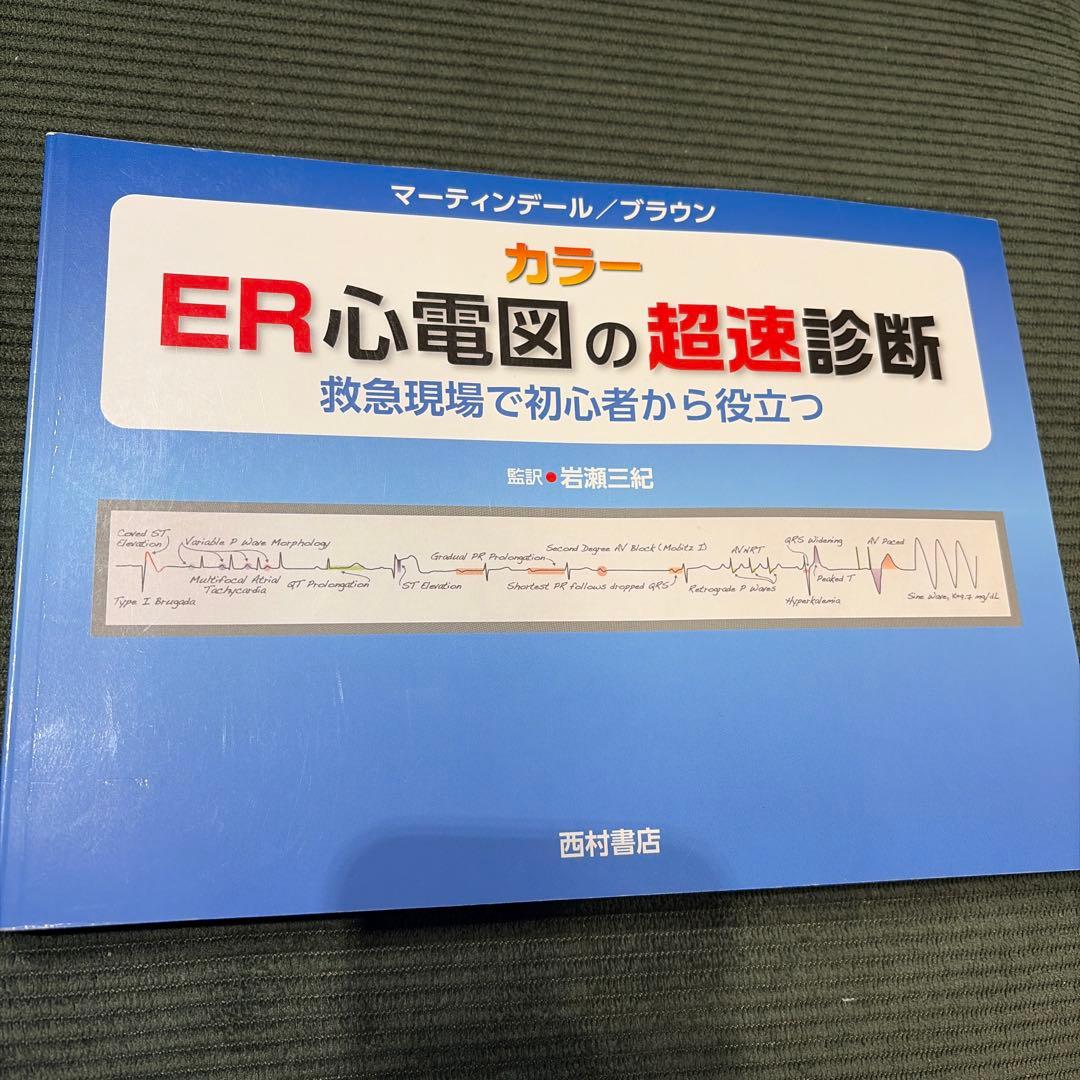 マーティンデール/ブラウン
カラー
ER心電図の超速診断
救急現場で初心者から役立つ
監訳●岩瀬三紀
Coved ST
Elevation
Variable P Wave Morphology
Multifocal Atrial
Tachycardia
Type I Brugada
QT Prolongation
ST Elevation
Gradual PR Prolongation
Second Degree AV Block (Mobitz I)
Shortest PR follows dropped QRS
AVNRT
Retrograde P Waves
QRS Widening
Peaked T
Hyperkalemia
AV Paced
Sine Wave, K=9.7 mg/dL
西村書店